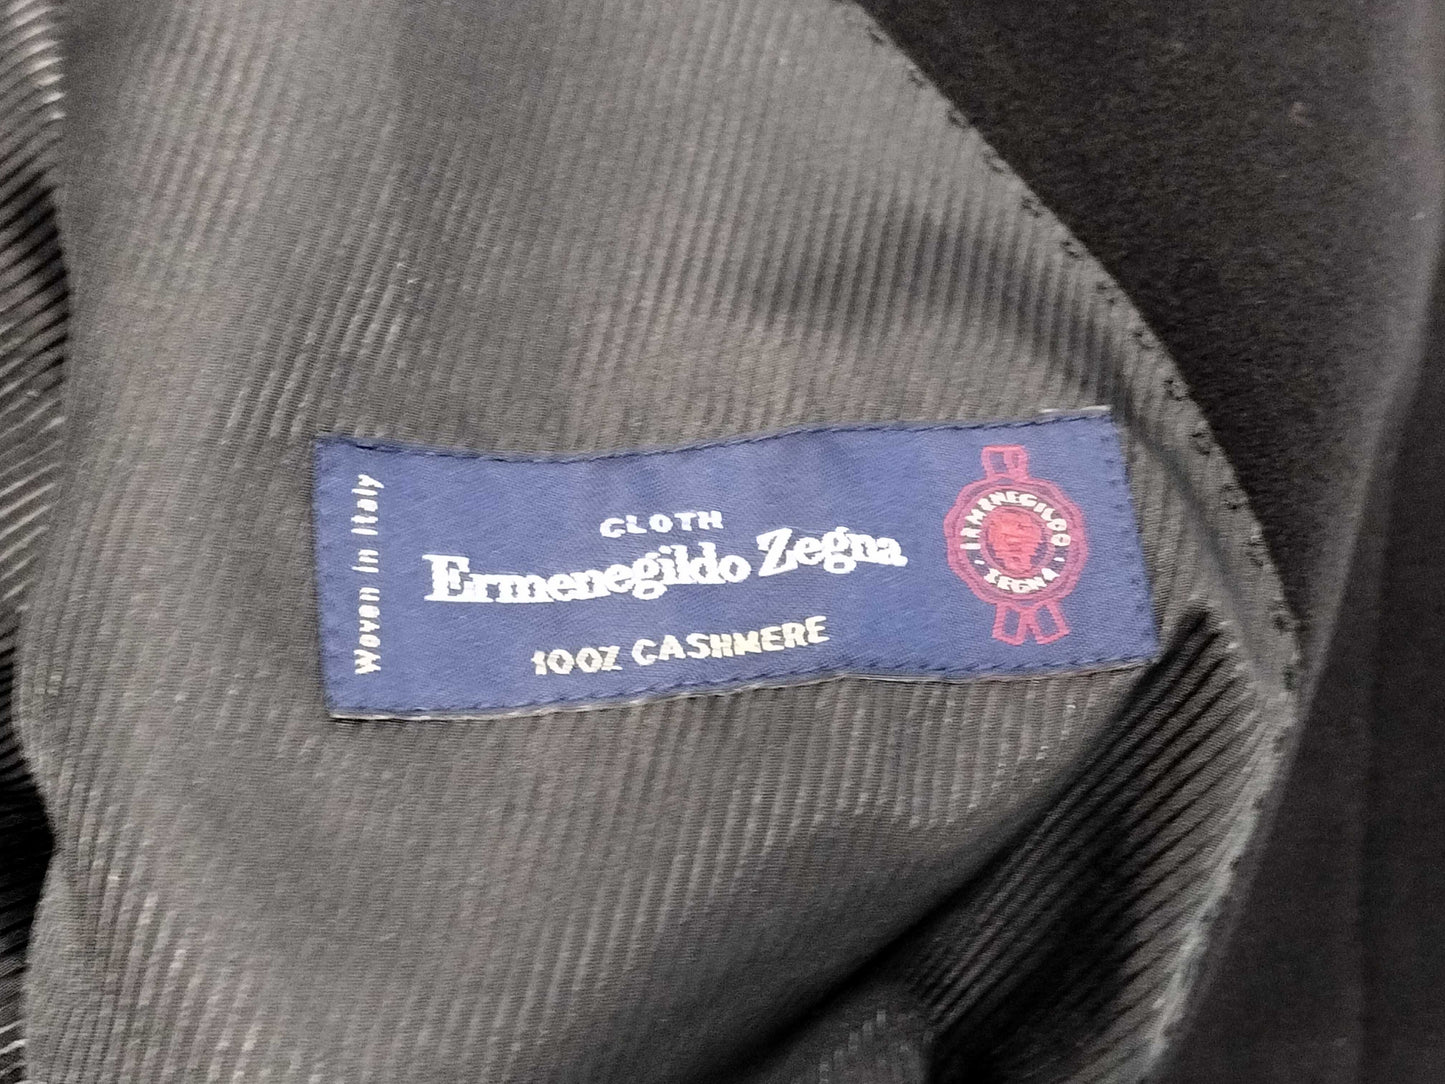 Woven in Italy
CLOTH
Ermenegildo Zegna
100% CASHMERE
ERMENEGILDO
ZEGNA